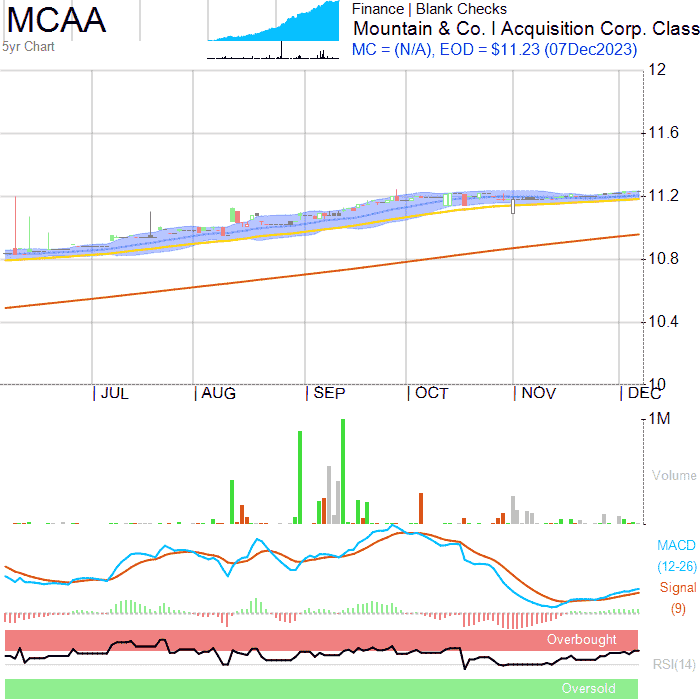 MCAA
5yr Chart
Finance | Blank Checks
Mountain & Co. I Acquisition Corp. Class
MC = (N/A), EOD = $11.23 (07Dec2023)
12
11.6
11.2
10.8
10.4
10
JUL AUG SEP OCT NOV DEC
1M
Volume
MACD
(12-26)
Signal
(9)
Overbought
RSI(14)
Oversold